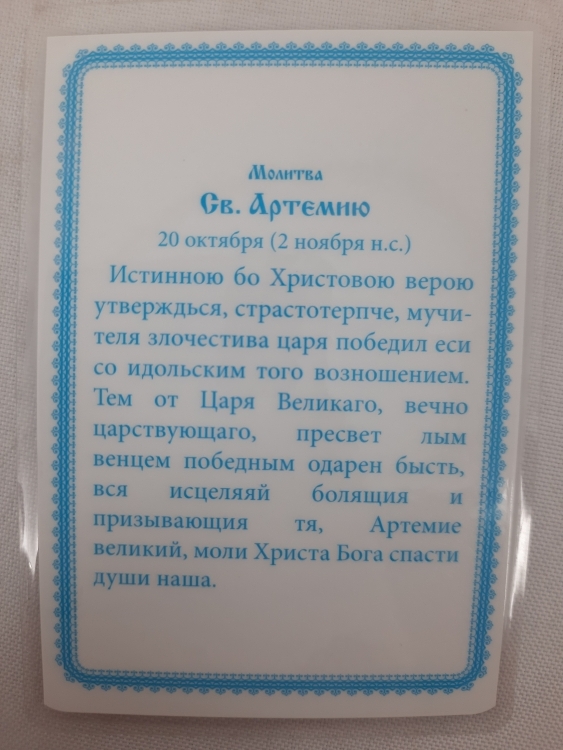 Молитва
Св. Артемию
20 октября (2 ноября н.с.)
Истинною бо Христовою верою
утверждься, страстотерпче, мучи-
теля злочестива царя победил еси
со идольским того возношением.
Тем от Царя Великаго, вечно
царствующаго, пресвет лым
венцем победным одарен бысть,
вся исцеляяй болящия и
призывающия тя, Артемие
великий, моли Христа Бога спасти
души наша.